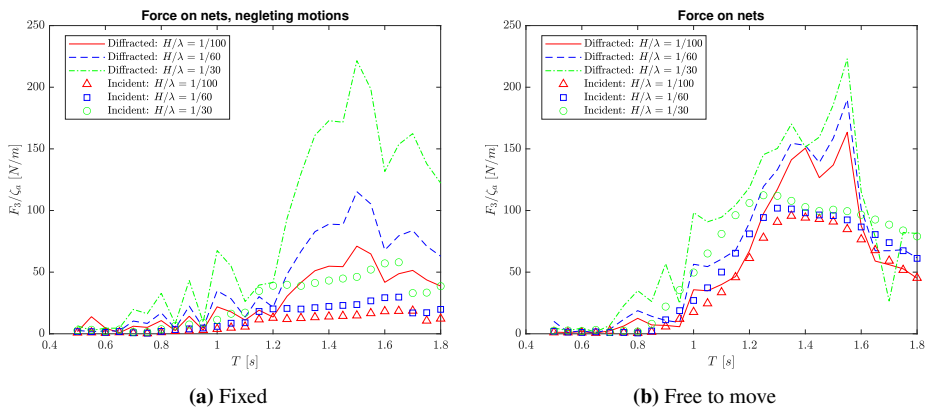 Force on nets, negleting motions
F₃/ζₐ [N/m]
250
200
150
100
50
0
Diffracted: H/λ = 1/100
Diffracted: H/λ = 1/60
Diffracted: H/λ = 1/30
Incident: H/λ = 1/100
Incident: H/λ = 1/60
Incident: H/λ = 1/30
0.4 0.6 0.8 1.0 1.2 1.4 1.6 1.8
T [s]
(a) Fixed
Force on nets
F₃/ζₐ [N/m]
250
200
150
100
50
0
Diffracted: H/λ = 1/100
Diffracted: H/λ = 1/60
Diffracted: H/λ = 1/30
Incident: H/λ = 1/100
Incident: H/λ = 1/60
Incident: H/λ = 1/30
0.4 0.6 0.8 1.0 1.2 1.4 1.6 1.8
T [s]
(b) Free to move